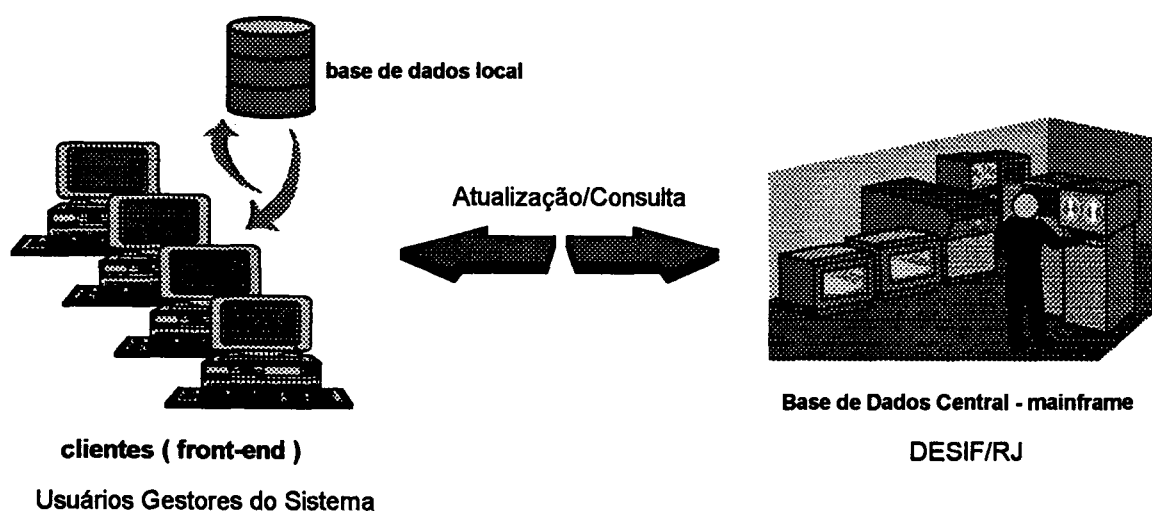 base de dados local
Atualização/Consulta
Base de Dados Central - mainframe
DESIF/RJ
clientes ( front-end )
Usuários Gestores do Sistema